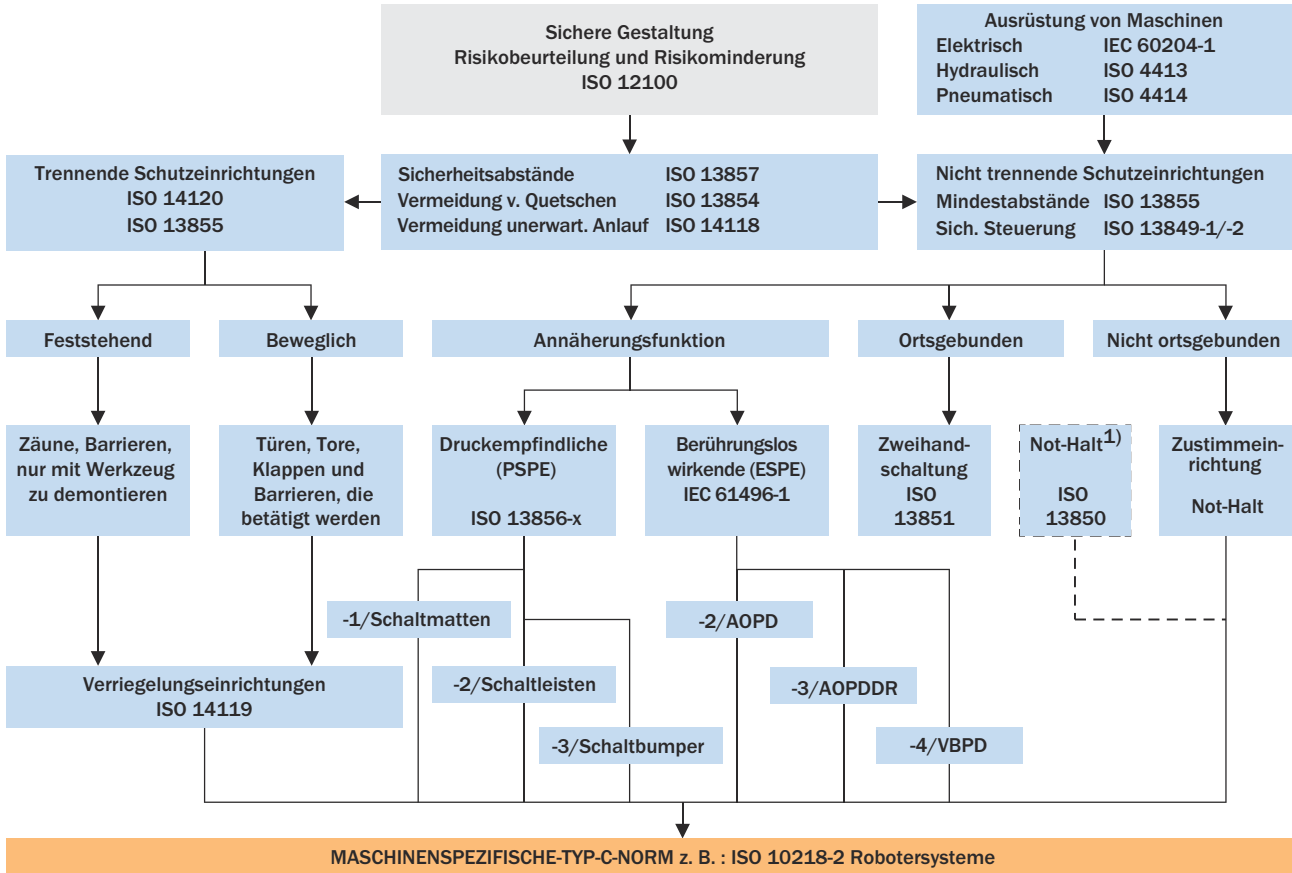 Sichere Gestaltung
Risikobeurteilung und Risikominderung
ISO 12100
Ausrüstung von Maschinen
Elektrisch IEC 60204-1
Hydraulisch ISO 4413
Pneumatisch ISO 4414
Trennende Schutzeinrichtungen
ISO 14120
ISO 13855
Sicherheitsabstände ISO 13857
Vermeidung v. Quetschen ISO 13854
Vermeidung unerwart. Anlauf ISO 14118
Nicht trennende Schutzeinrichtungen
Mindestabstände ISO 13855
Sich. Steuerung ISO 13849-1/-2
Feststehend
Beweglich
Annäherungsfunktion
Ortsgebunden
Nicht ortsgebunden
Zäune, Barrieren,
nur mit Werkzeug
zu demontieren
Türen, Tore,
Klappen und
Barrieren, die
betätigt werden
Druckempfindliche
(PSPE)
ISO 13856-x
Berührungslos
wirkende (ESPE)
IEC 61496-1
Zweihand-
schaltung
ISO
13851
Not-Halt1)
ISO
13850
Zustimmein-
richtung
Not-Halt
-1/Schaltmatten
-2/Schaltleisten
-3/Schaltbumper
-2/AOPD
-3/AOPDDR
-4/VBPD
Verriegelungseinrichtungen
ISO 14119
MASCHINENSPEZIFISCHE-TYP-C-NORM z. B. : ISO 10218-2 Robotersysteme